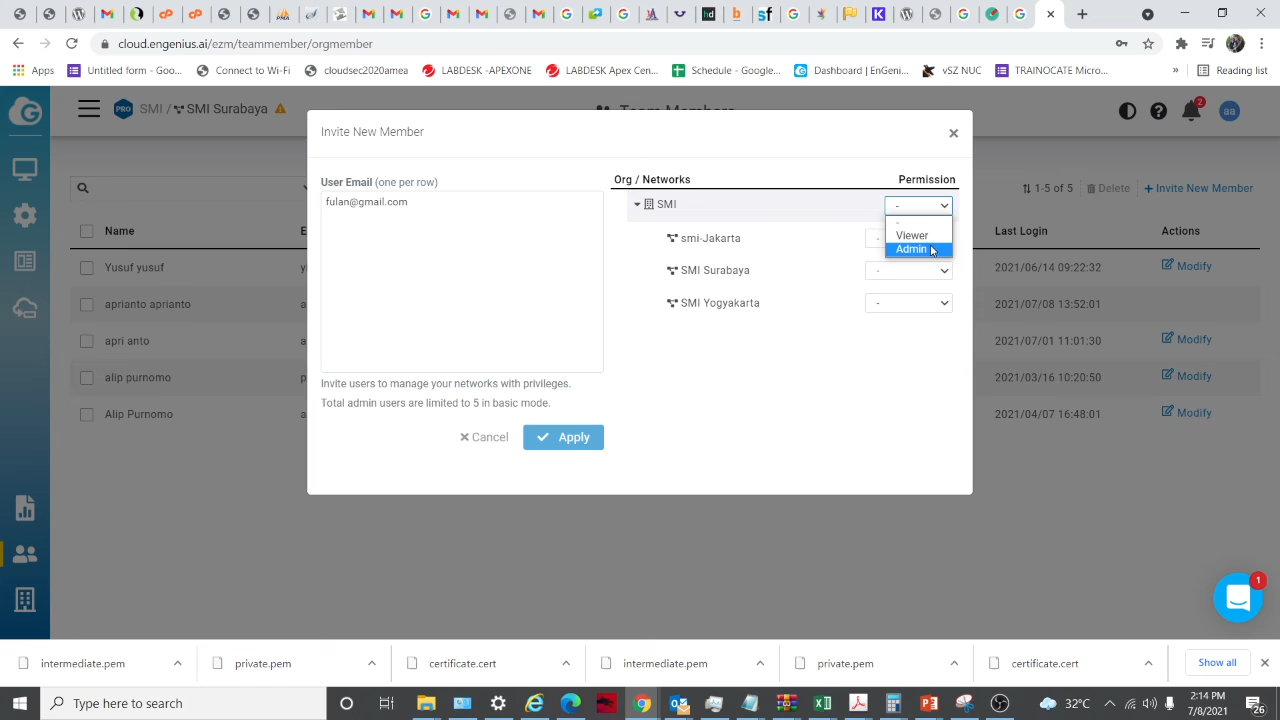 Untitled form - Goo...
Connect to Wi-Fi
cloudsec2020amea
LABDESK -APEXONE
LABDESK Apex Cen...
Schedule - Google...
Dashboard | EnGeni...
vSZ NUC
TRAINOCATE Micro...
»
Reading list
Apps
cloud.engenius.ai/ezm/teammember/orgmember
PRO SMI / SMI Surabaya
Team Members
2
aa
Invite New Member
User Email (one per row)
fulan@gmail.com
Invite users to manage your networks with privileges.
Total admin users are limited to 5 in basic mode.
Cancel
Apply
Org / Networks
Permission
SMI
-
-
Viewer
Admin
smi-Jakarta
-
SMI Surabaya
-
SMI Yogyakarta
-
1-5 of 5
Delete
+ Invite New Member
Name
E
Last Login
Actions
Yusuf yusuf
2021/06/14 09:22:32
Modify
aprianto aprianto
a
2021/07/08 13:52:01
apri anto
a
2021/07/01 11:01:30
Modify
alip purnomo
p
2021/03/16 10:20:50
Modify
Alip Purnomo
a
2021/04/07 16:48:01
Modify
1
intermediate.pem
private.pem
certificate.cert
intermediate.pem
private.pem
certificate.cert
Show all
Type here to search
32°C
2:14 PM
7/8/2021
26